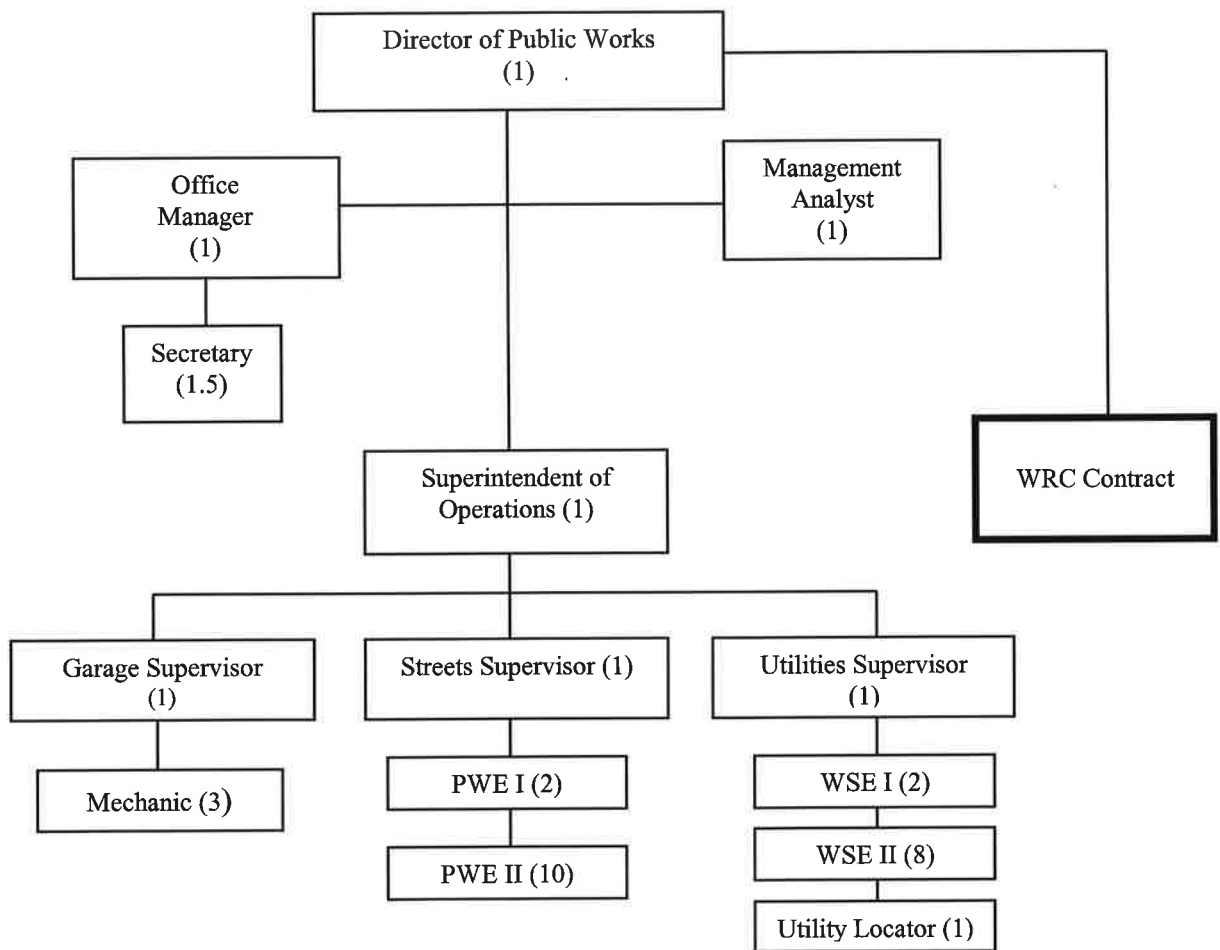 Director of Public Works
(1)
Office
Manager
(1)
Management
Analyst
(1)
Secretary
(1.5)
Superintendent of
Operations (1)
WRC Contract
Garage Supervisor
(1)
Streets Supervisor (1)
Utilities Supervisor
(1)
Mechanic (3)
PWE I (2)
PWE II (10)
WSE I (2)
WSE II (8)
Utility Locator (1)